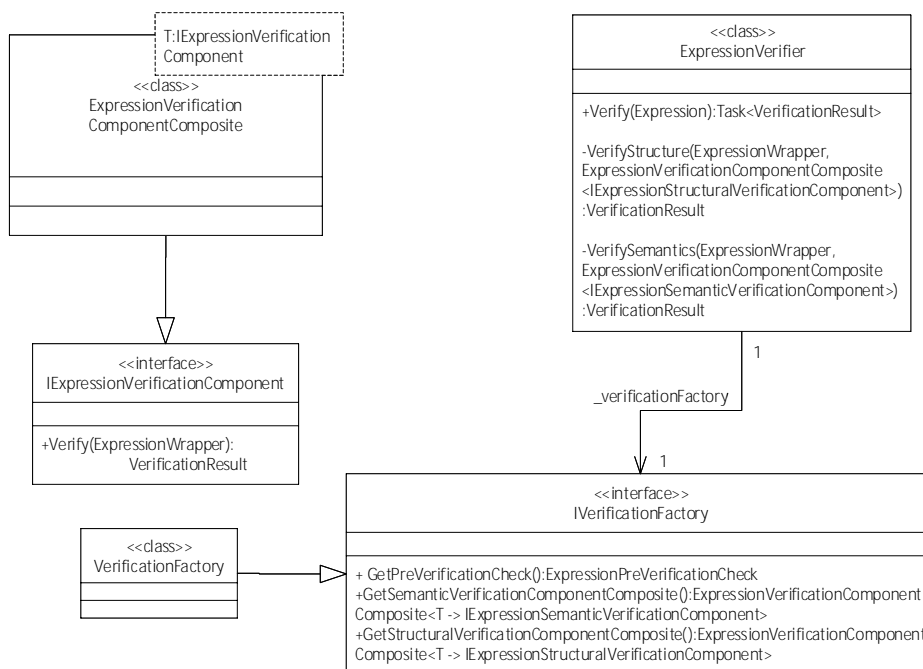 T:IExpressionVerification
Component
<<class>>
ExpressionVerification
ComponentComposite
<<class>>
ExpressionVerifier
+Verify(Expression):Task<VerificationResult>
-VerifyStructure(ExpressionWrapper,
ExpressionVerificationComponentComposite
<IExpressionStructuralVerificationComponent>)
:VerificationResult
-VerifySemantics(ExpressionWrapper,
ExpressionVerificationComponentComposite
<IExpressionSemanticVerificationComponent>)
:VerificationResult
1
_verificationFactory
1
<<interface>>
IExpressionVerificationComponent
+Verify(ExpressionWrapper):
VerificationResult
<<class>>
VerificationFactory
<<interface>>
IVerificationFactory
+ GetPreVerificationCheck():ExpressionPreVerificationCheck
+GetSemanticVerificationComponentComposite():ExpressionVerificationComponent
Composite<T -> IExpressionSemanticVerificationComponent>
+GetStructuralVerificationComponentComposite():ExpressionVerificationComponent
Composite<T -> IExpressionStructuralVerificationComponent>